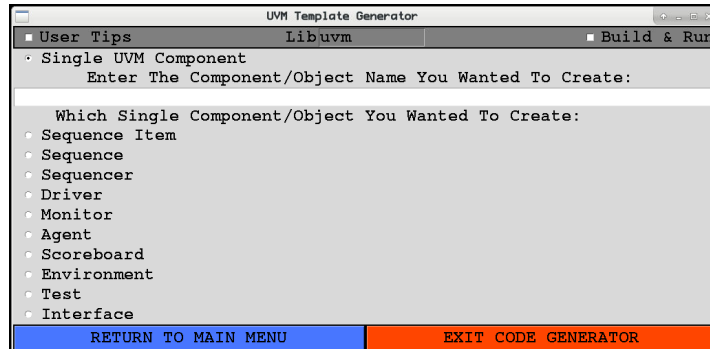 UVM Template Generator
User Tips Libuvm Build & Run
Single UVM Component
Enter The Component/Object Name You Wanted To Create:
Which Single Component/Object You Wanted To Create:
Sequence Item
Sequence
Sequencer
Driver
Monitor
Agent
Scoreboard
Environment
Test
Interface
RETURN TO MAIN MENU EXIT CODE GENERATOR